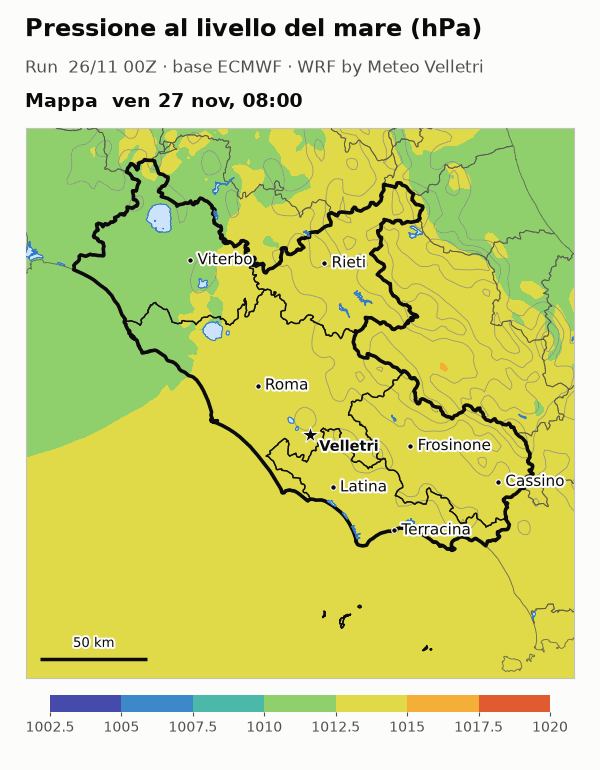 Pressione al livello del mare (hPa)
Run  26/11 00Z · base ECMWF · WRF by Meteo Velletri
Mappa  ven 27 nov, 08:00
Viterbo
Rieti
Roma
Velletri
Frosinone
Latina
Cassino
Terracina
50 km
1002.5 1005 1007.5 1010 1012.5 1015 1017.5 1020